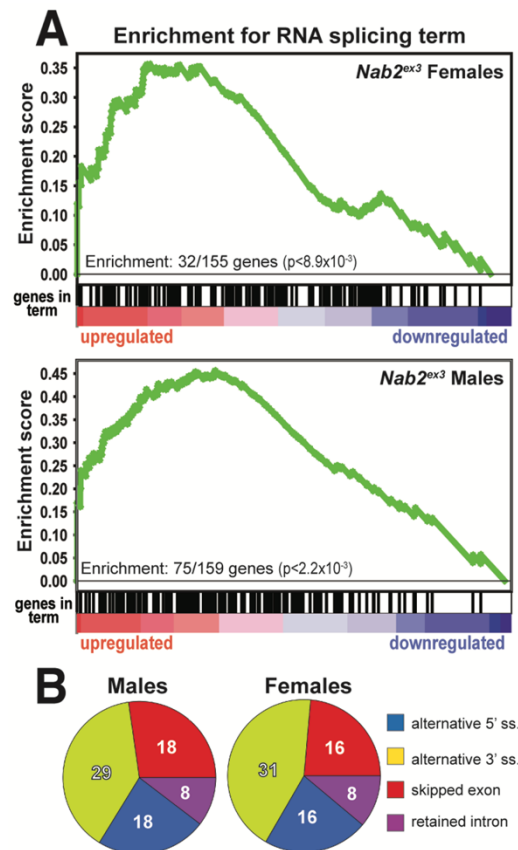 A
Enrichment for RNA splicing term
Nab2ex3 Females
Enrichment score
0.35
0.30
0.25
0.20
0.15
0.10
0.05
0.00
Enrichment: 32/155 genes (p<8.9x10-3)
genes in
term
upregulated
downregulated
Nab2ex3 Males
Enrichment score
0.45
0.40
0.35
0.30
0.25
0.20
0.15
0.10
0.05
0.00
Enrichment: 75/159 genes (p<2.2x10-3)
genes in
term
upregulated
downregulated
B
Males
Females
29
18
8
18
31
16
8
16
alternative 5' ss.
alternative 3' ss.
skipped exon
retained intron